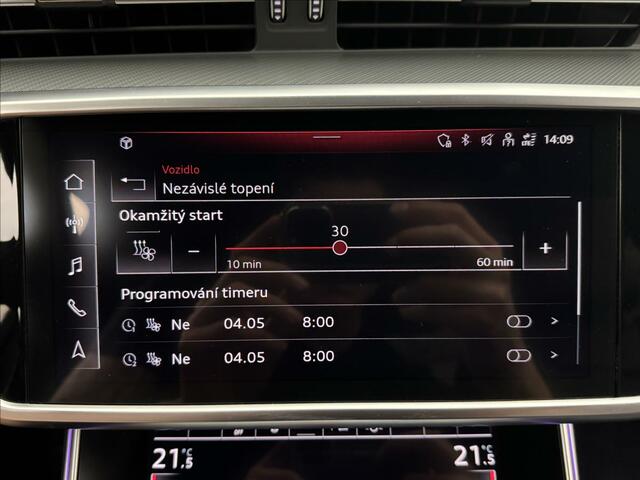 14:09
Vozidlo
Nezávislé topení
Okamžitý start
30
10 min
60 min
Programování timeru
Ne 04.05 8:00
Ne 04.05 8:00
21,5 °C
21.5 °C